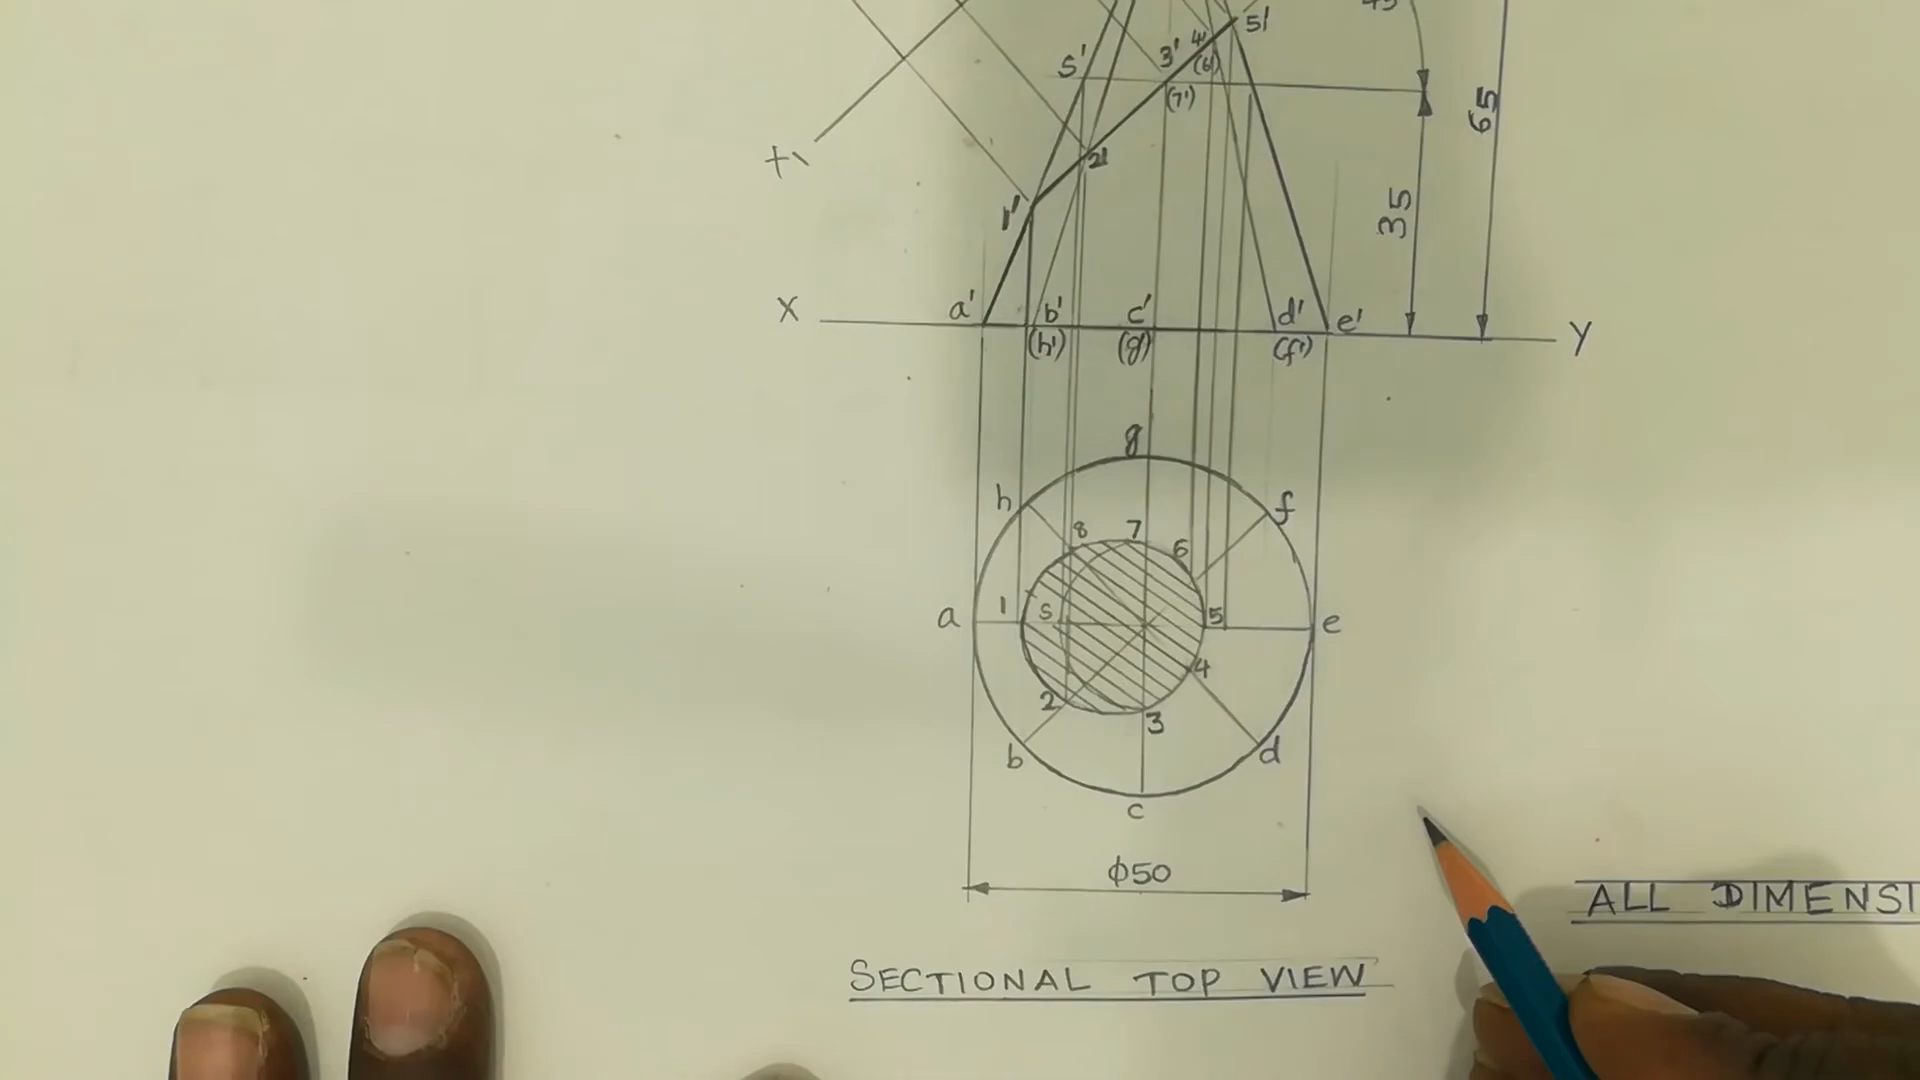 45
5'
4'
3'
(6')
S'
(7')
65
2'
1'
35
X
a'
b'
c'
d'
e'
Y
(h')
(g')
(f')
g
h
f
8
7
6
a
1
s
5
e
4
2
3
b
d
c
ϕ50
ALL DIMENSI
SECTIONAL TOP VIEW